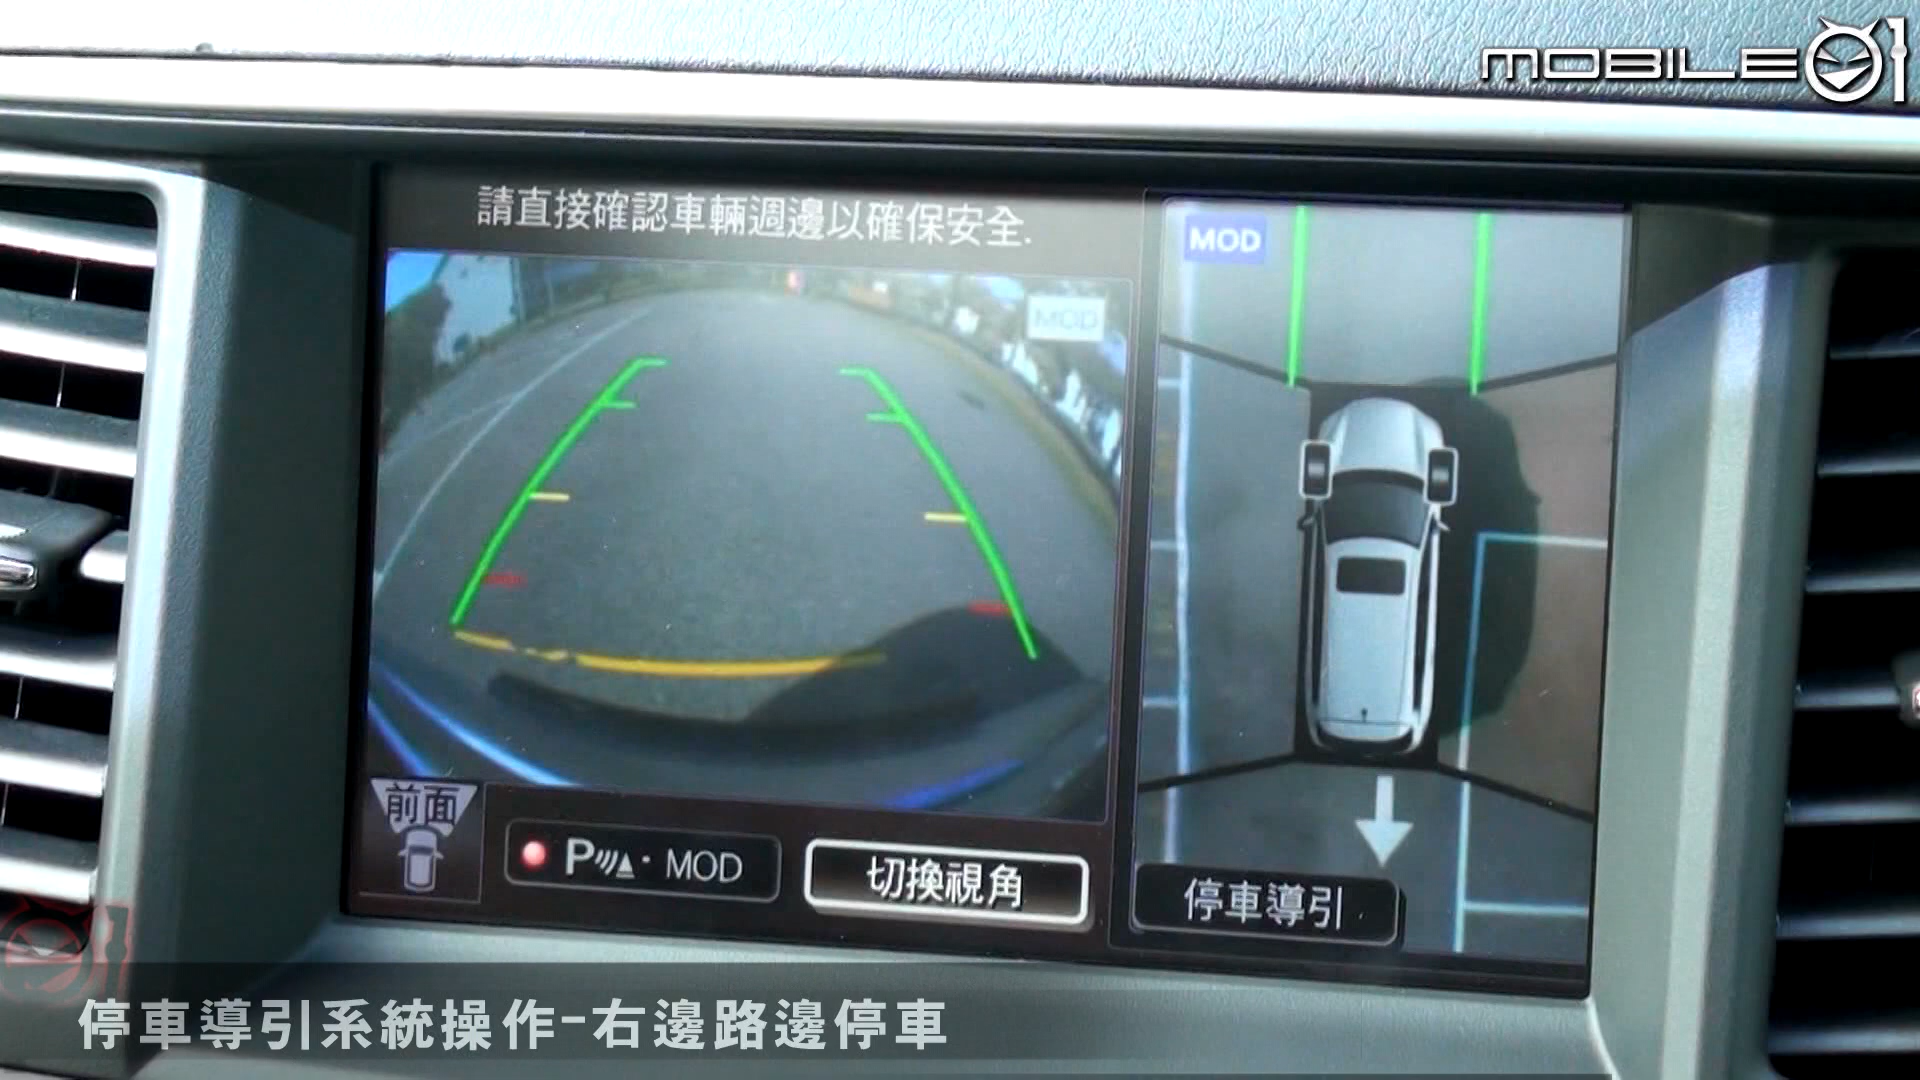 MOBILE01
請直接確認車輛週邊以確保安全.
MOD
MOD
前面
P MOD
切換視角
停車導引
停車導引系統操作-右邊路邊停車